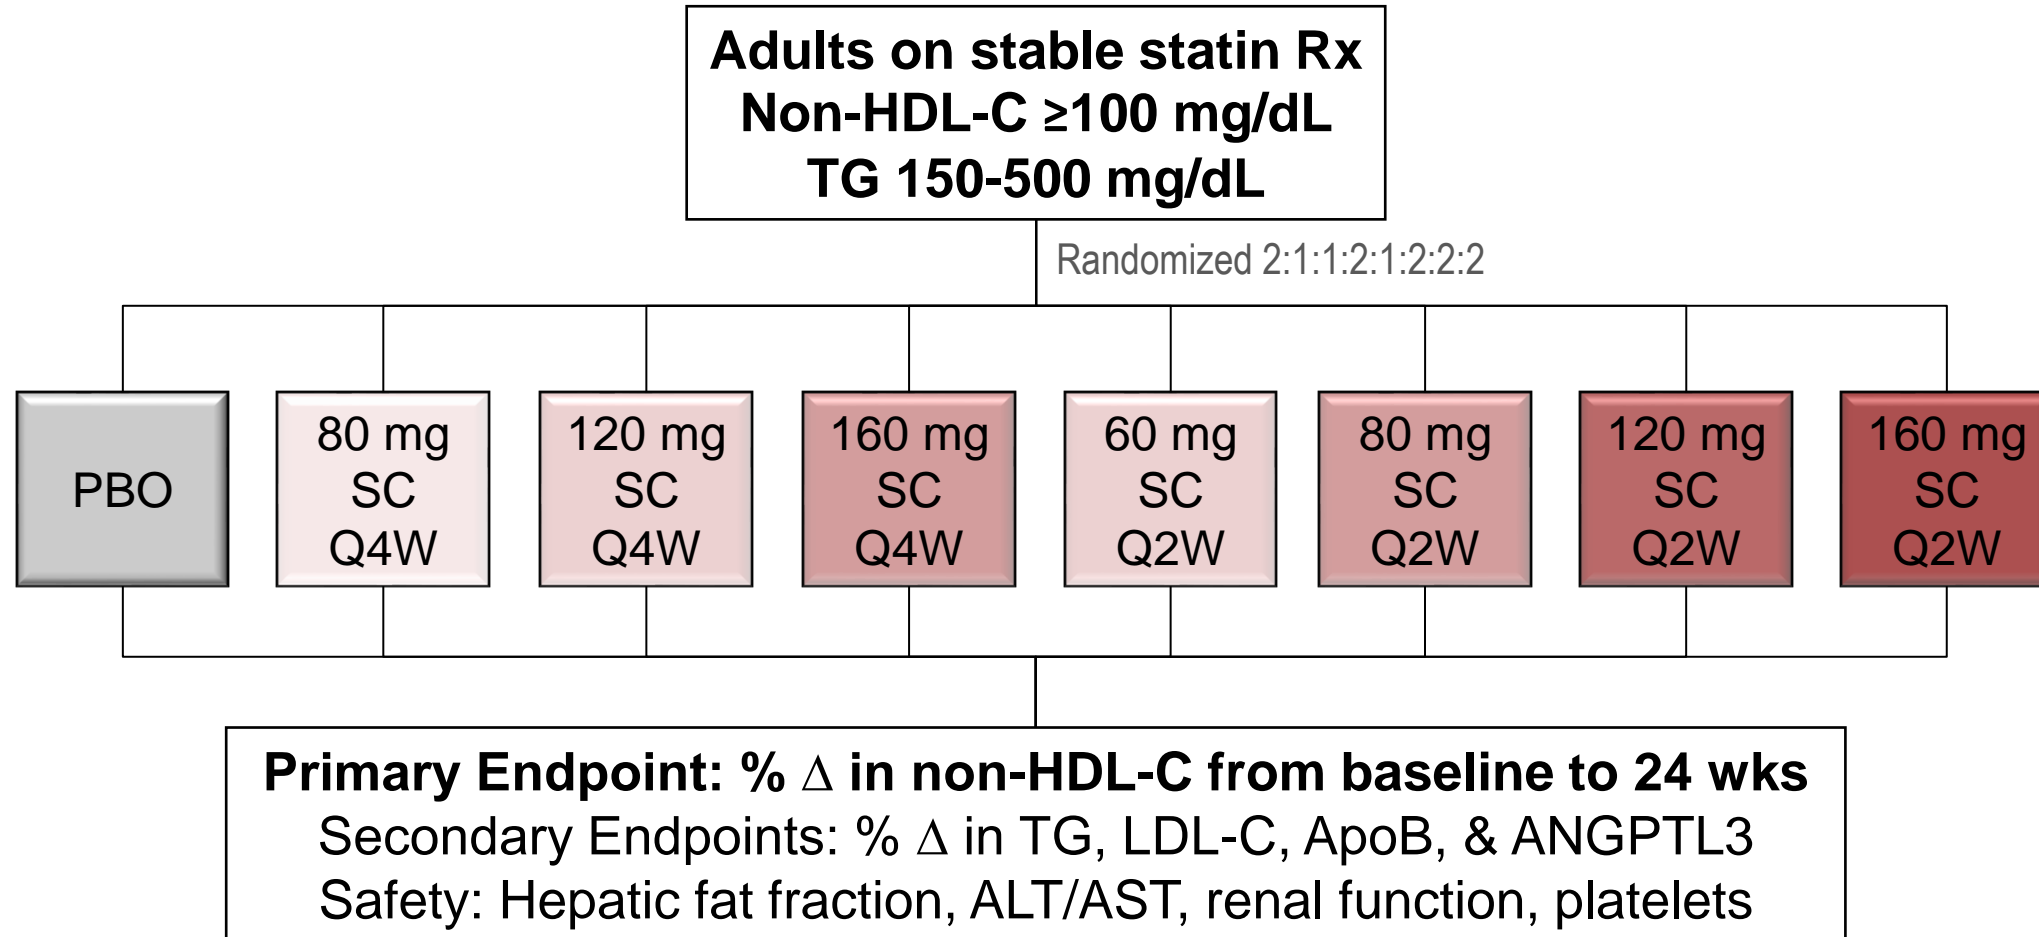 Adults on stable statin Rx
Non-HDL-C ≥100 mg/dL
TG 150-500 mg/dL
Randomized 2:1:1:2:1:2:2:2
PBO
80 mg
SC
Q4W
120 mg
SC
Q4W
160 mg
SC
Q4W
60 mg
SC
Q2W
80 mg
SC
Q2W
120 mg
SC
Q2W
160 mg
SC
Q2W
Primary Endpoint: % Δ in non-HDL-C from baseline to 24 wks
Secondary Endpoints: % Δ in TG, LDL-C, ApoB, & ANGPTL3
Safety: Hepatic fat fraction, ALT/AST, renal function, platelets